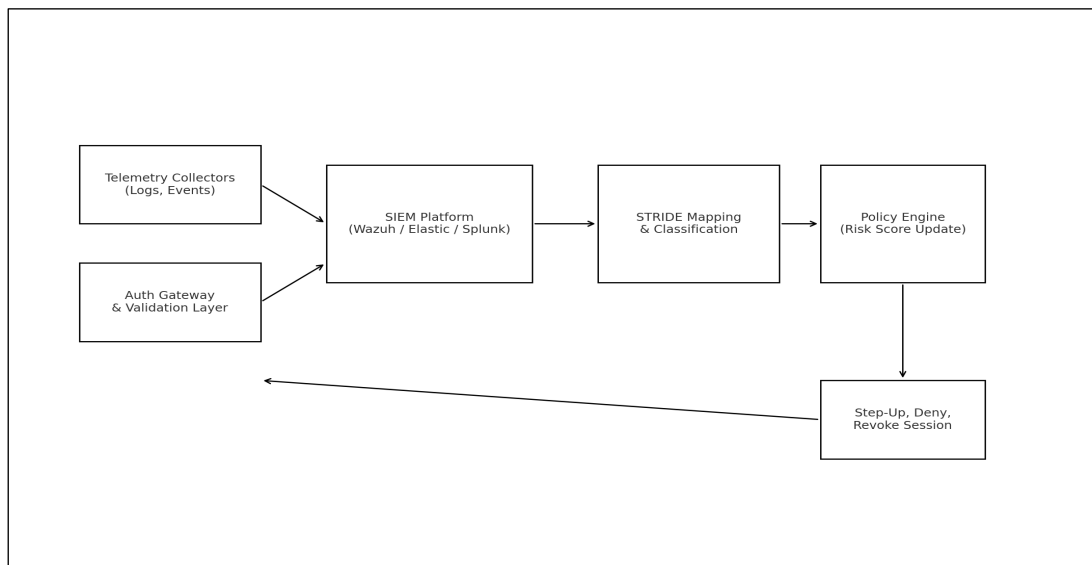 Telemetry Collectors
(Logs, Events)
Auth Gateway
& Validation Layer
SIEM Platform
(Wazuh / Elastic / Splunk)
STRIDE Mapping
& Classification
Policy Engine
(Risk Score Update)
Step-Up, Deny,
Revoke Session